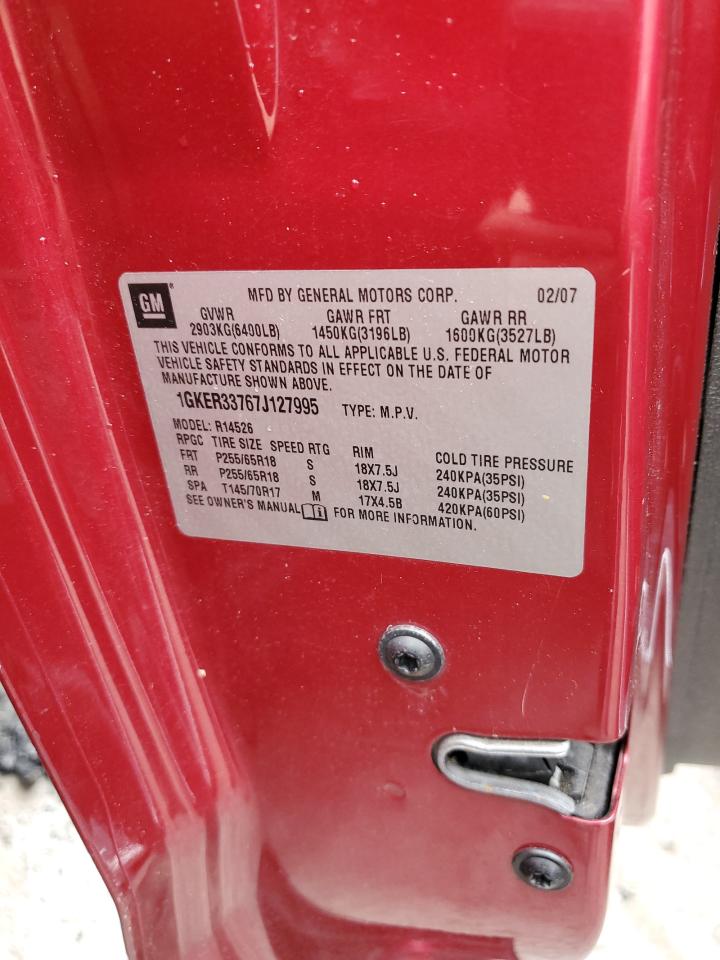 GM MFD BY GENERAL MOTORS CORP. 02/07
GVWR GAWR FRT GAWR RR
2903KG(6400LB) 1450KG(3196LB) 1600KG(3527LB)
THIS VEHICLE CONFORMS TO ALL APPLICABLE U.S. FEDERAL MOTOR
VEHICLE SAFETY STANDARDS IN EFFECT ON THE DATE OF
MANUFACTURE SHOWN ABOVE.
1GKER33767J127995 TYPE: M.P.V.
MODEL: R14526
RPGC TIRE SIZE SPEED RTG RIM COLD TIRE PRESSURE
FRT P255/65R18 S 18X7.5J 240KPA(35PSI)
RR P255/65R18 S 18X7.5J 240KPA(35PSI)
SPA T145/70R17 M 17X4.5B 420KPA(60PSI)
SEE OWNER'S MANUAL i FOR MORE INFORMATION.